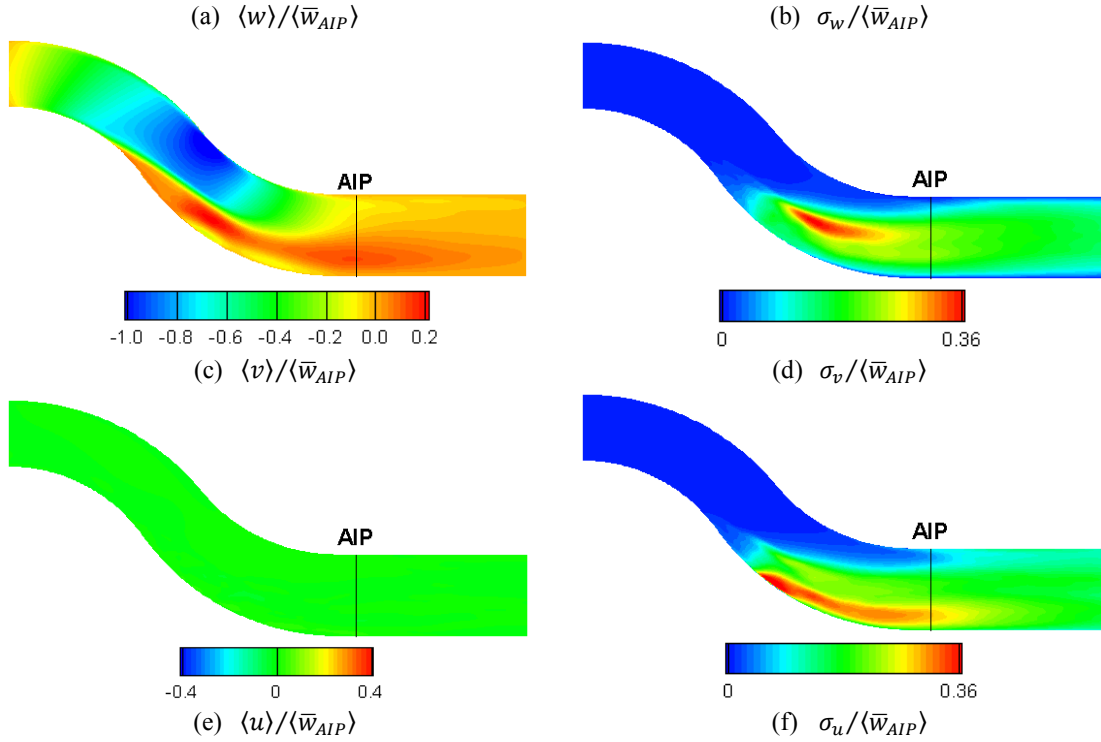 (a) ⟨w⟩/⟨w̅_AIP⟩
(b) σ_w/⟨w̅_AIP⟩
AIP
-1.0 -0.8 -0.6 -0.4 -0.2 0.0 0.2
AIP
0 0.36
(c) ⟨v⟩/⟨w̅_AIP⟩
(d) σ_v/⟨w̅_AIP⟩
AIP
-0.4 0 0.4
AIP
0 0.36
(e) ⟨u⟩/⟨w̅_AIP⟩
(f) σ_u/⟨w̅_AIP⟩